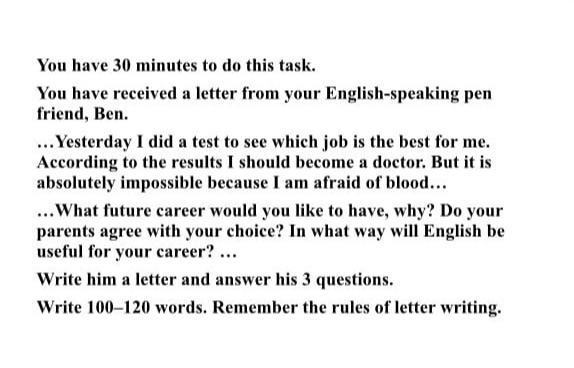 You have 30 minutes to do this task.
You have received a letter from your English-speaking pen
friend, Ben.
...Yesterday I did a test to see which job is the best for me.
According to the results I should become a doctor. But it is
absolutely impossible because I am afraid of blood...
...What future career would you like to have, why? Do your
parents agree with your choice? In what way will English be
useful for your career? ...
Write him a letter and answer his 3 questions.
Write 100–120 words. Remember the rules of letter writing.